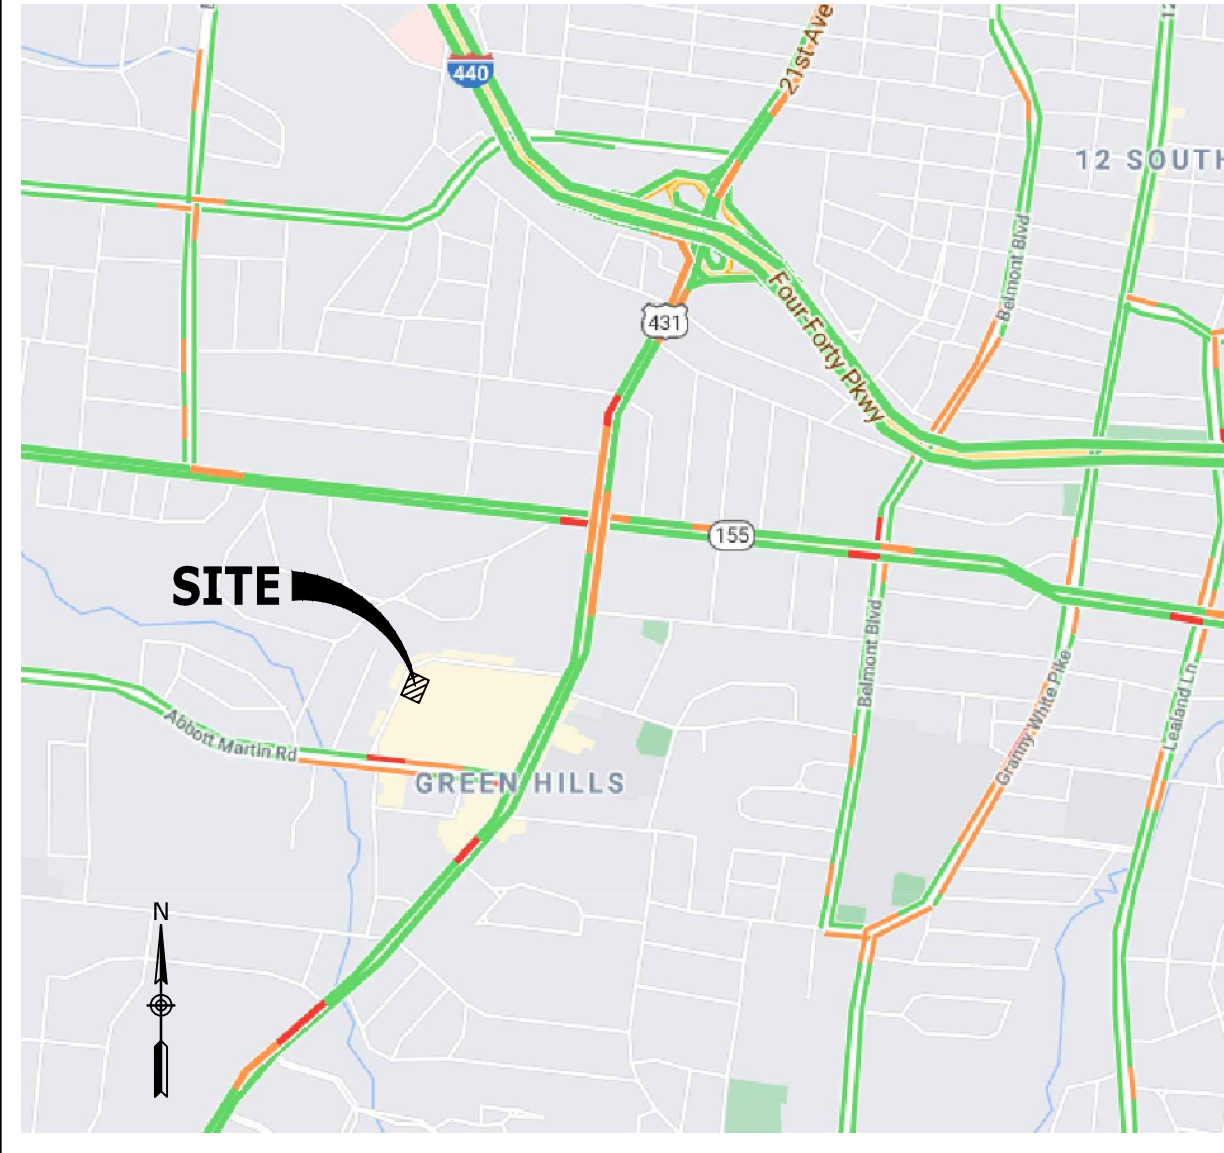 440
21st Ave
12 SOUTH
Belmont Blvd
431
Four-Forty Pkwy
155
SITE
Belmont Blvd
Granny White Pike
Lealand Ln
Abbott Martin Rd
GREEN HILLS
N